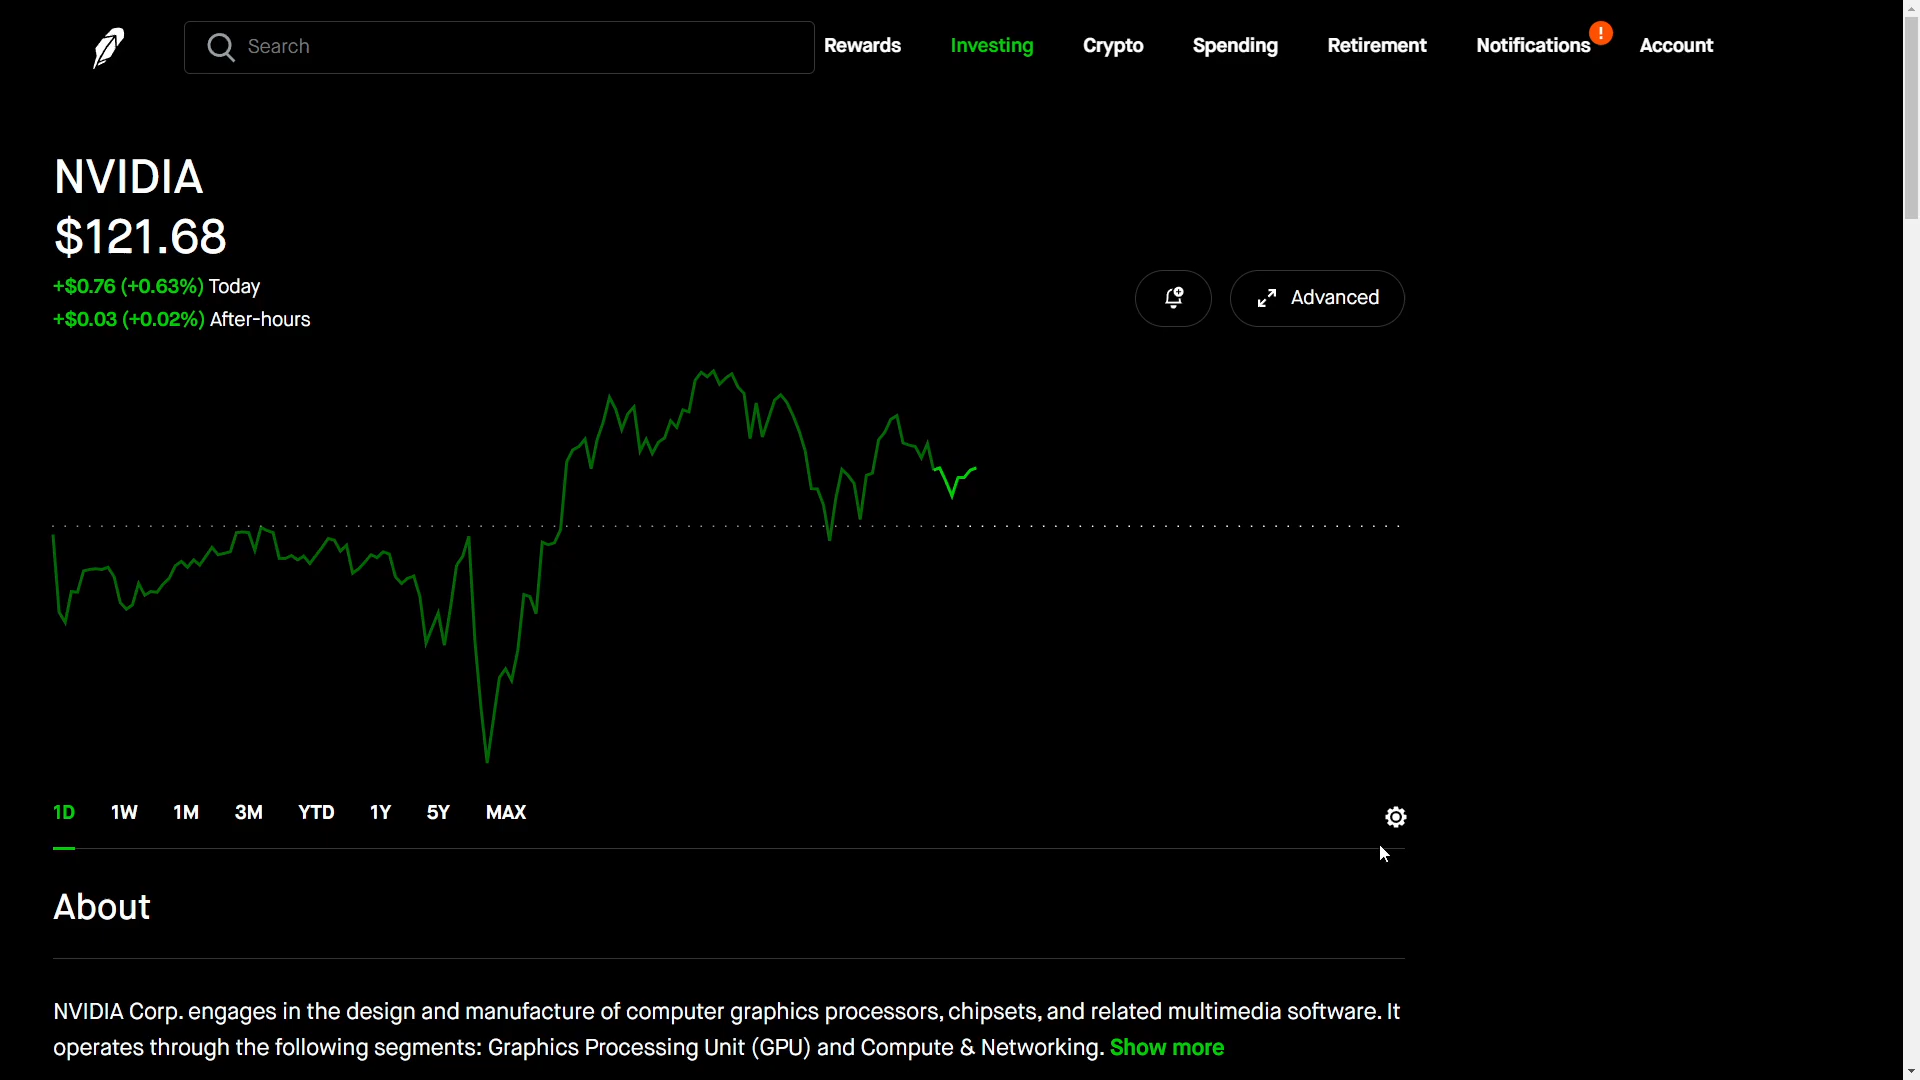 Search
Rewards
Investing
Crypto
Spending
Retirement
Notifications
!
Account
NVIDIA
$121.68
+$0.76 (+0.63%) Today
+$0.03 (+0.02%) After-hours
Advanced
1D
1W
1M
3M
YTD
1Y
5Y
MAX
About
NVIDIA Corp. engages in the design and manufacture of computer graphics processors, chipsets, and related multimedia software. It
operates through the following segments: Graphics Processing Unit (GPU) and Compute & Networking. Show more